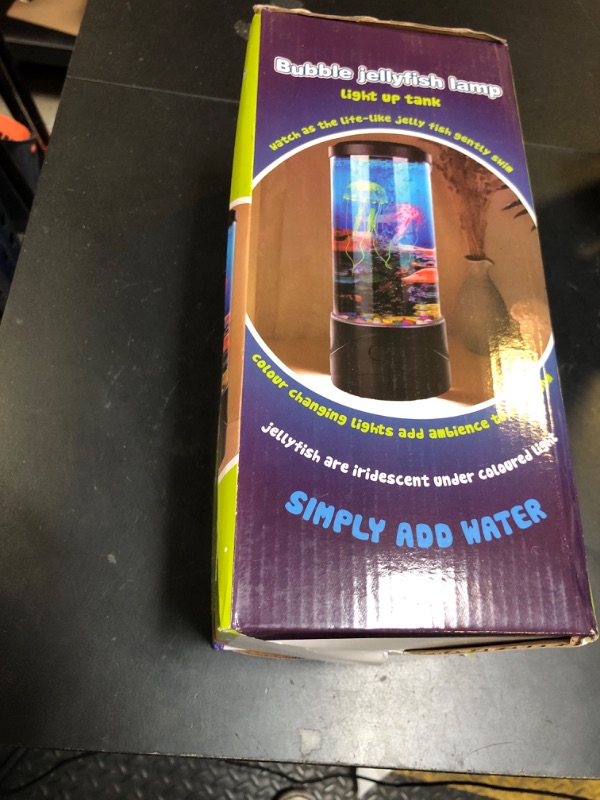 Bubble jellyfish lamp
light up tank
Watch as the life-like jelly fish gently swim
colour changing lights add ambience
jellyfish are iridescent under coloured light
SIMPLY ADD WATER